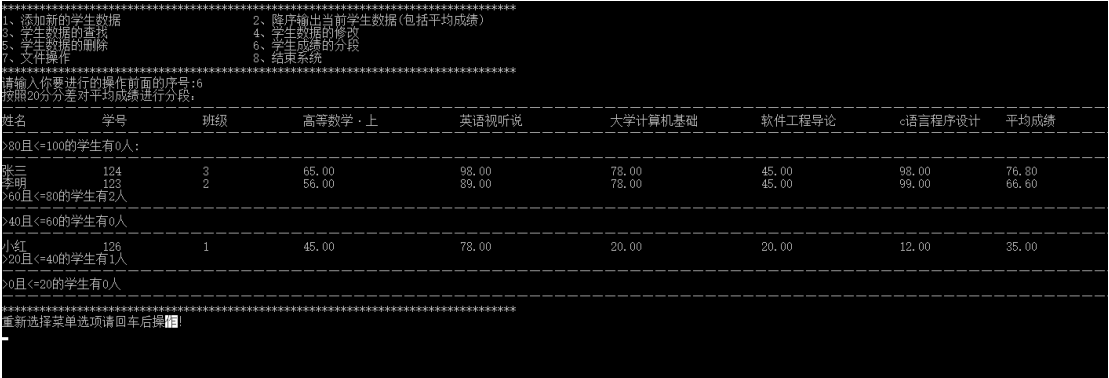 **************************************************************************
1、添加新的学生数据 2、降序输出当前学生数据(包括平均成绩)
3、学生数据的查找 4、学生数据的修改
5、学生数据的删除 6、学生成绩的分段
7、文件操作 8、结束系统
**************************************************************************
请输入你要进行的操作前面的序号:6
按照20分分差对平均成绩进行分段:
姓名 学号 班级 高等数学·上 英语视听说 大学计算机基础 软件工程导论 c语言程序设计 平均成绩
>80且<=100的学生有0人:
张三 124 3 65.00 98.00 78.00 45.00 98.00 76.80
李明 123 2 56.00 89.00 78.00 45.00 99.00 66.60
>60且<=80的学生有2人
>40且<=60的学生有0人
小红 126 1 45.00 78.00 20.00 20.00 12.00 35.00
>20且<=40的学生有1人
>0且<=20的学生有0人
**************************************************************************
重新选择菜单选项请回车后操作!